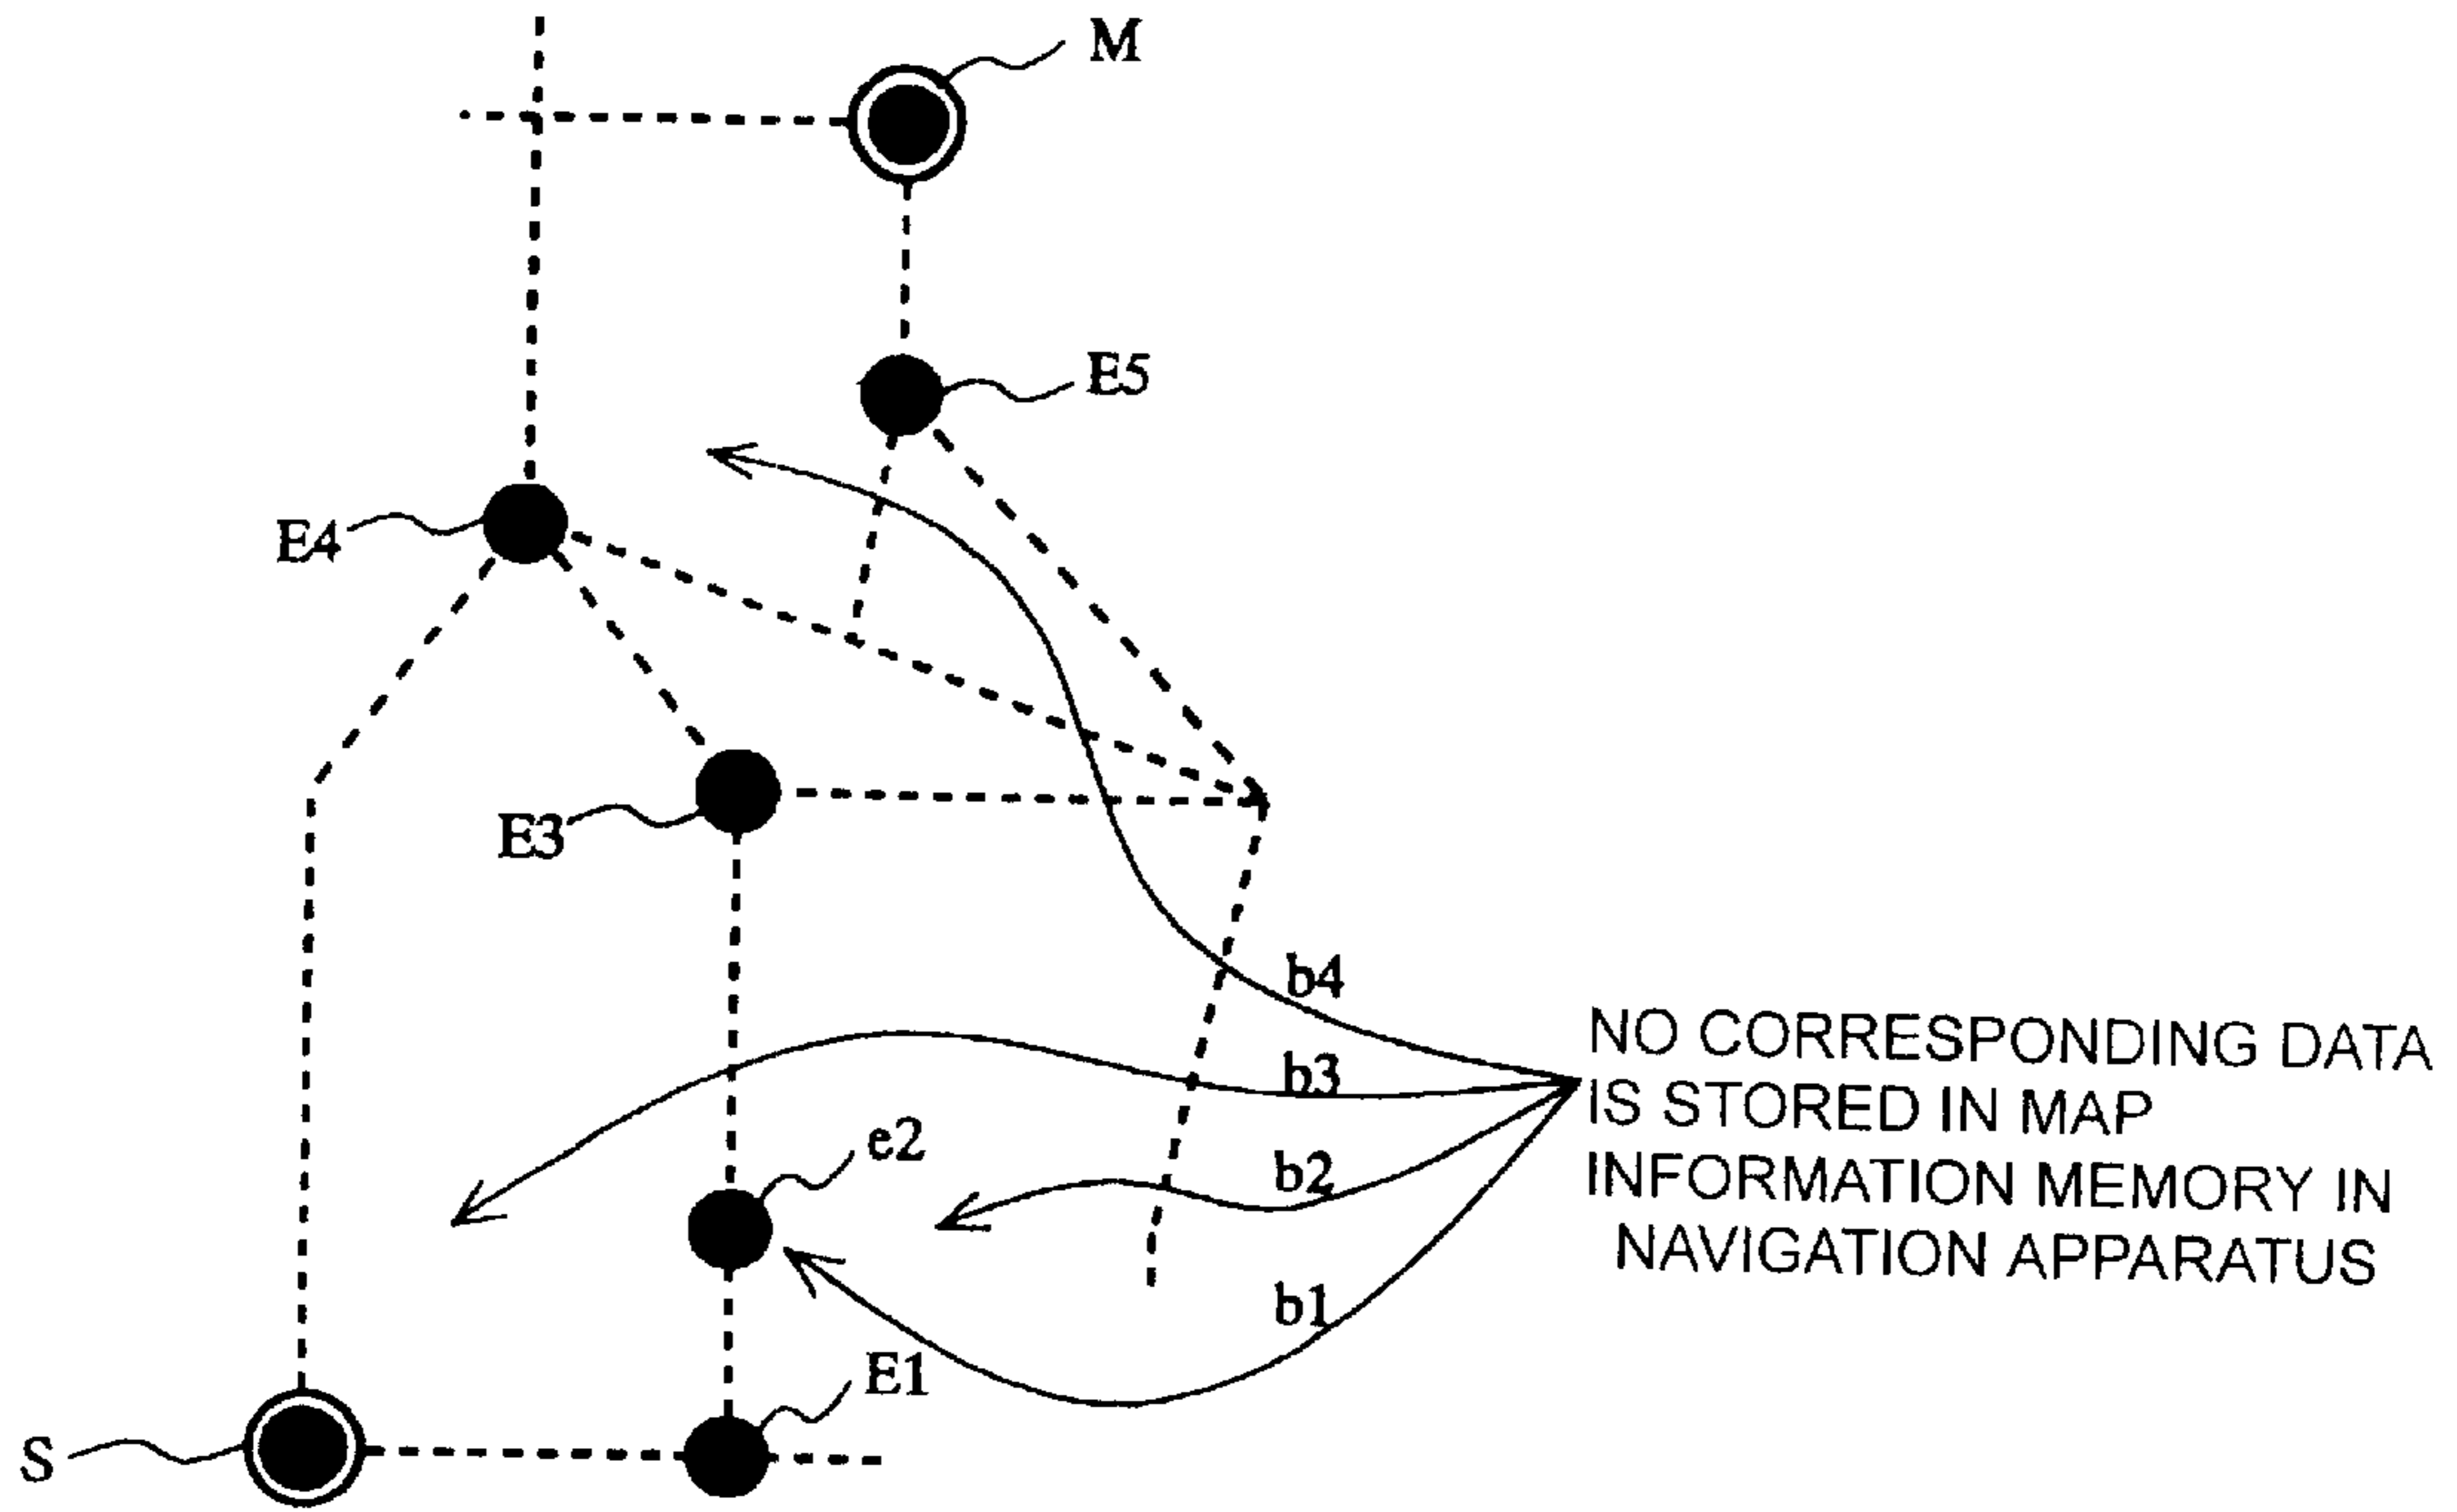 M
E5
E4
E3
b4
NO CORRESPONDING DATA
IS STORED IN MAP
INFORMATION MEMORY IN
NAVIGATION APPARATUS
b3
e2
b2
b1
E1
S